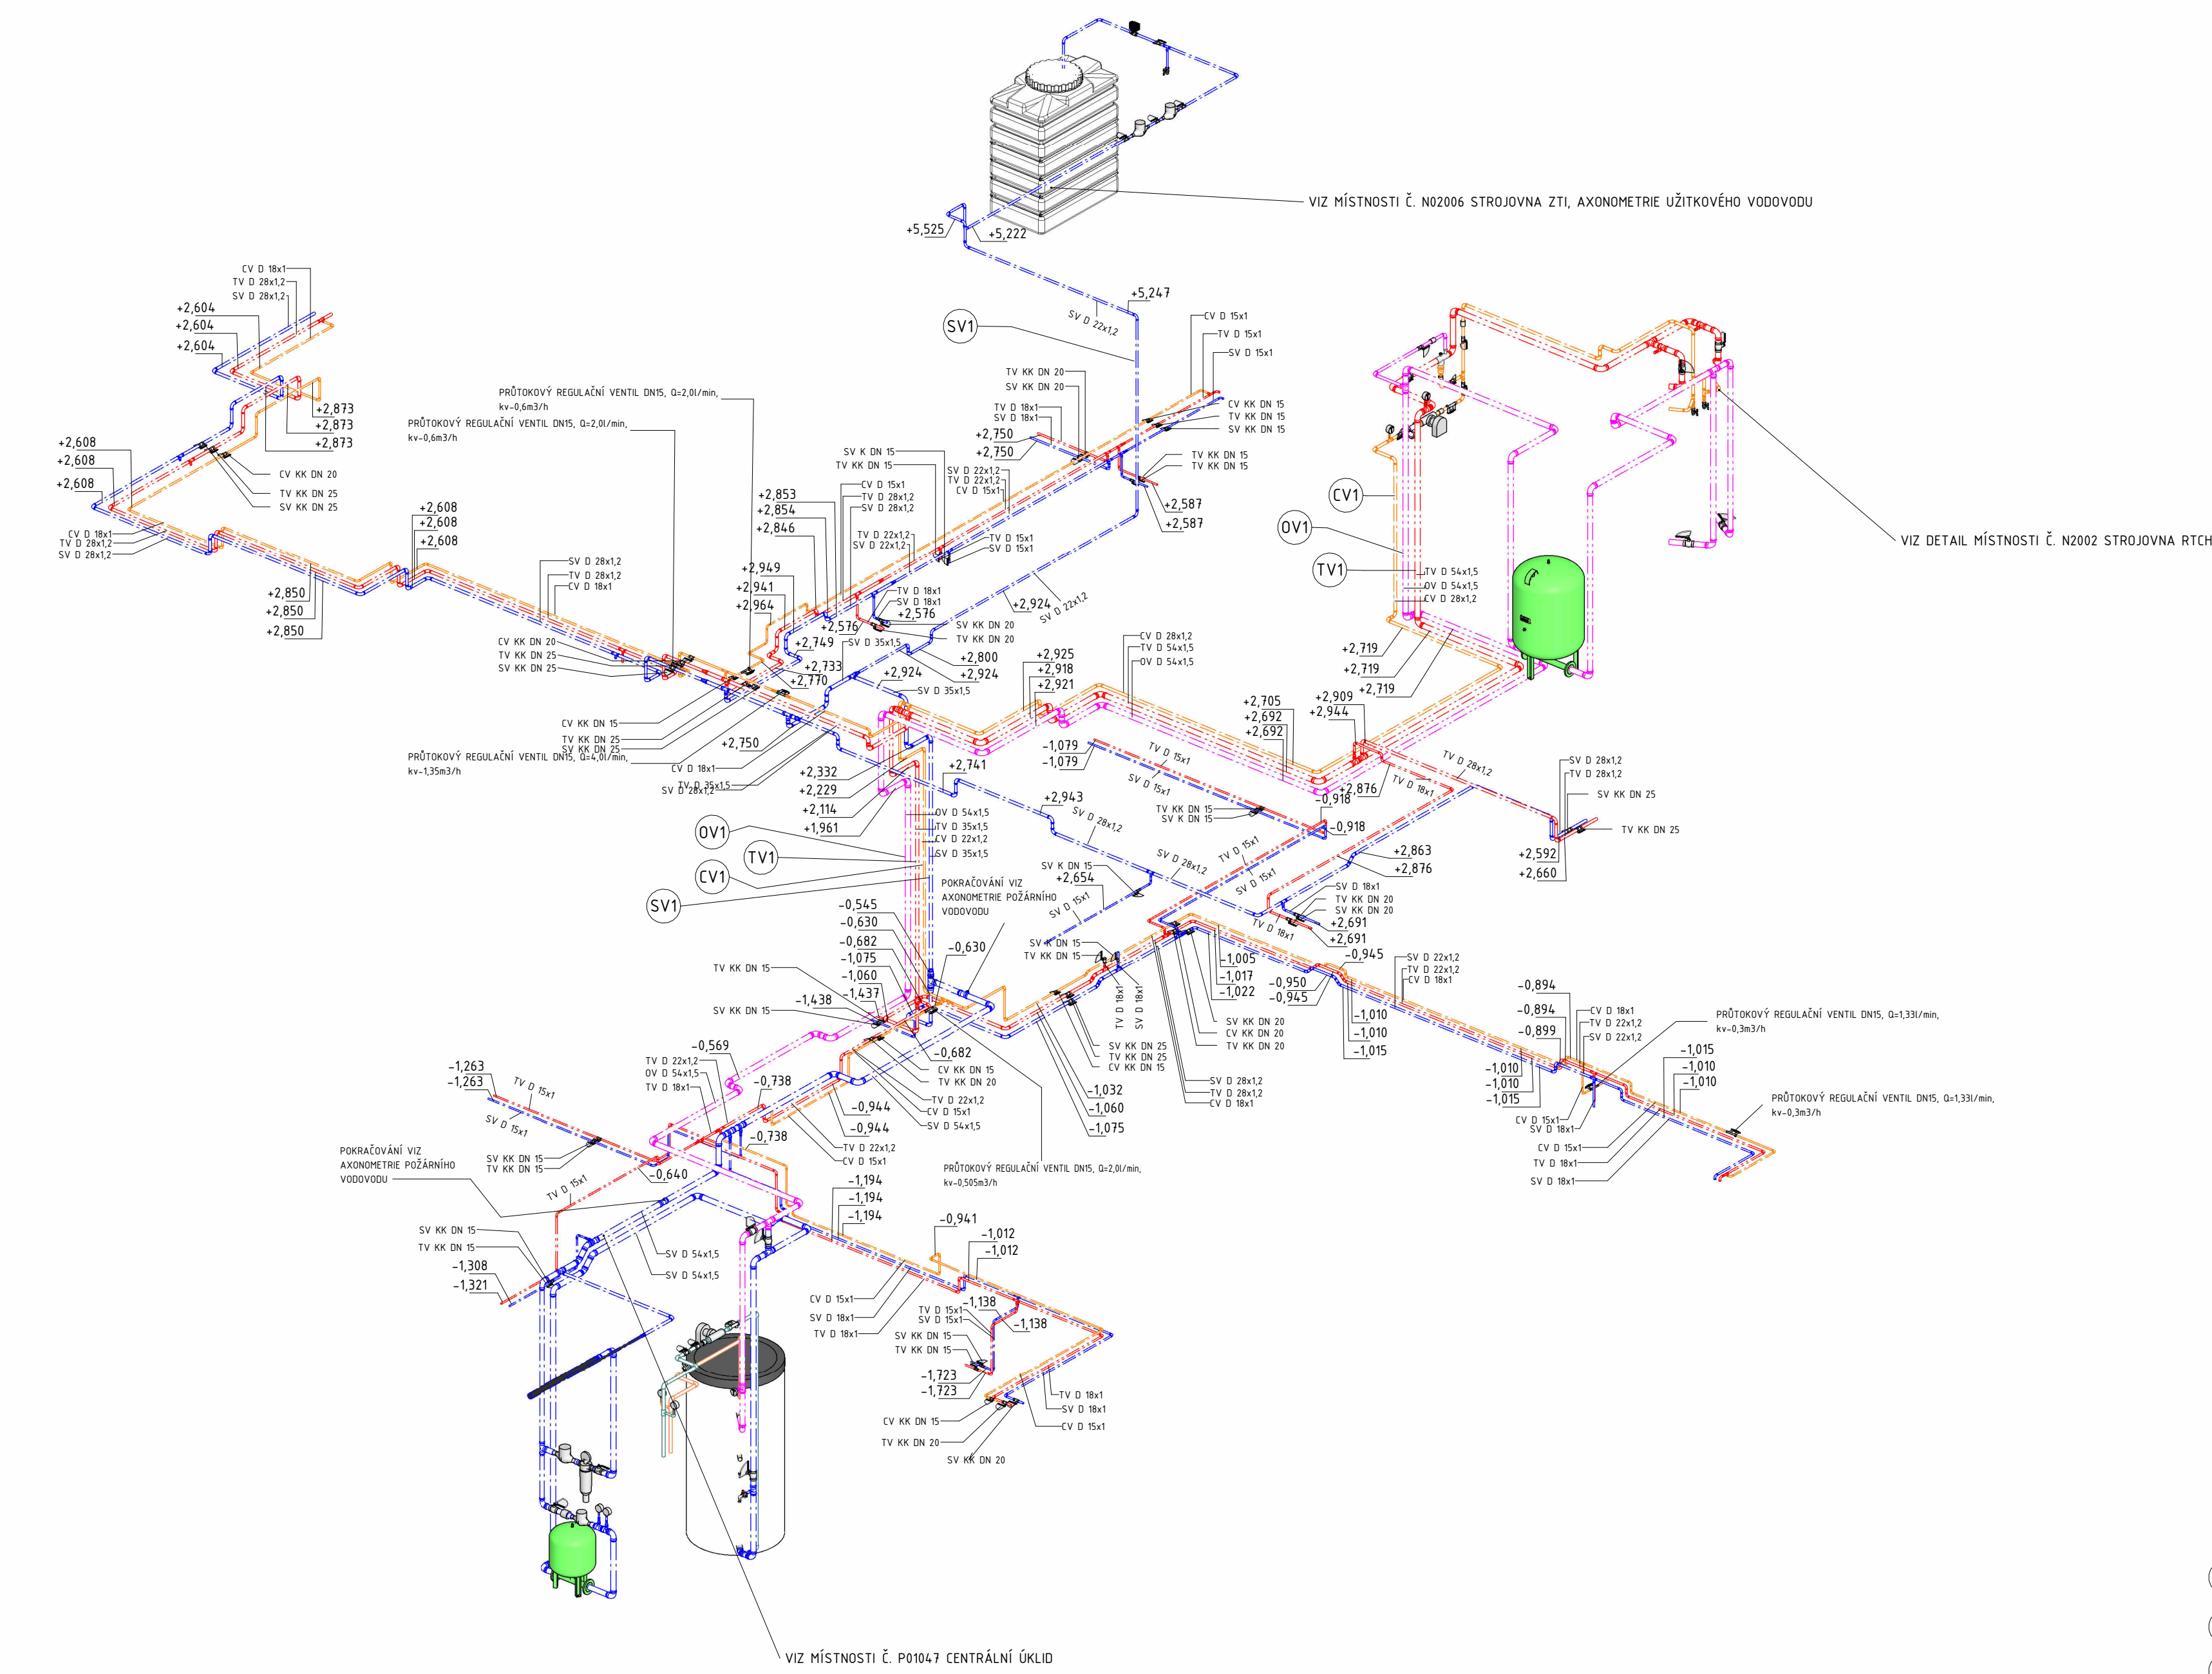 VIZ MÍSTNOSTI Č. N02006 STROJOVNA ZTI, AXONOMETRIE UŽITKOVÉHO VODOVODU
+5,525
+5,222
+5,247
SV D 22x1,2
SV1
CV D 18x1
TV D 28x1,2
SV D 28x1,2
+2,604
+2,604
+2,604
+2,873
+2,873
+2,873
+2,608
+2,608
+2,608
CV KK DN 20
TV KK DN 25
SV KK DN 25
CV D 18x1
TV D 28x1,2
SV D 28x1,2
+2,608
+2,608
+2,608
+2,850
+2,850
+2,850
PRŮTOKOVÝ REGULAČNÍ VENTIL DN15, Q=2,0l/min,
kv-0,6m3/h
PRŮTOKOVÝ REGULAČNÍ VENTIL DN15, Q=2,0l/min,
kv-0,6m3/h
SV D 28x1,2
TV D 28x1,2
CV D 18x1
CV KK DN 20
TV KK DN 25
SV KK DN 25
CV KK DN 15
TV KK DN 25
SV KK DN 25
PRŮTOKOVÝ REGULAČNÍ VENTIL DN15, Q=4,0l/min,
kv-1,35m3/h
CV D 18x1
TV D 35x1,5
SV D 28x1,2
+2,750
CV D 15x1
TV D 15x1
SV D 15x1
TV KK DN 20
SV KK DN 20
TV D 18x1
SV D 18x1
+2,750
+2,750
CV KK DN 15
TV KK DN 15
SV KK DN 15
TV KK DN 15
TV KK DN 15
+2,587
+2,587
SV K DN 15
TV KK DN 15
SV D 22x1,2
TV D 22x1,2
CV D 15x1
CV D 15x1
TV D 28x1,2
SV D 28x1,2
+2,853
+2,854
+2,846
TV D 22x1,2
SV D 22x1,2
TV D 15x1
SV D 15x1
+2,949
+2,941
+2,964
TV D 18x1
SV D 18x1
+2,576
+2,576
SV KK DN 20
TV KK DN 20
+2,924
SV D 22x1,2
+2,749
+2,733
+2,770
SV D 35x1,5
+2,800
+2,924
+2,924
SV D 35x1,5
CV1
OV1
TV1
TV D 54x1,5
OV D 54x1,5
CV D 28x1,2
VIZ DETAIL MÍSTNOSTI Č. N2002 STROJOVNA RTCH
+2,719
+2,719
+2,719
CV D 28x1,2
TV D 54x1,5
OV D 54x1,5
+2,925
+2,918
+2,921
+2,705
+2,692
+2,692
+2,909
+2,944
TV D 28x1,2
TV D 18x1
+2,876
SV D 28x1,2
TV D 28x1,2
SV KK DN 25
TV KK DN 25
+2,592
+2,660
-1,079
-1,079
TV D 15x1
SV D 15x1
TV KK DN 15
SV K DN 15
-0,918
-0,918
+2,332
+2,229
+2,114
+1,961
+2,741
+2,943
SV D 28x1,2
OV1
TV1
CV1
SV1
OV D 54x1,5
TV D 35x1,5
CV D 22x1,2
SV D 35x1,5
SV D 28x1,2
TV D 15x1
SV D 15x1
SV K DN 15
+2,654
SV D 15x1
+2,863
+2,876
SV D 18x1
TV KK DN 20
SV KK DN 20
TV D 18x1
+2,691
+2,691
POKRAČOVÁNÍ VIZ
AXONOMETRIE POŽÁRNÍHO
VODOVODU
-0,545
-0,630
-0,682
-1,075
-1,060
-1,437
-1,438
-0,630
TV KK DN 15
SV KK DN 15
SV K DN 15
TV KK DN 15
TV D 18x1
SV D 18x1
-1,005
-1,017
-1,022
-0,945
-0,950
-0,945
SV D 22x1,2
TV D 22x1,2
CV D 18x1
-1,010
-1,010
-1,015
SV KK DN 20
CV KK DN 20
TV KK DN 20
SV KK DN 25
TV KK DN 25
CV KK DN 15
-1,032
-1,060
-1,075
SV D 28x1,2
TV D 28x1,2
CV D 18x1
-0,894
-0,894
-0,899
CV D 18x1
TV D 22x1,2
SV D 22x1,2
PRŮTOKOVÝ REGULAČNÍ VENTIL DN15, Q=1,33l/min,
kv-0,3m3/h
-1,010
-1,010
-1,015
-1,015
-1,010
-1,010
PRŮTOKOVÝ REGULAČNÍ VENTIL DN15, Q=1,33l/min,
kv-0,3m3/h
CV D 15x1
SV D 18x1
CV D 15x1
TV D 18x1
SV D 18x1
-0,682
CV KK DN 15
TV KK DN 20
TV D 22x1,2
CV D 15x1
SV D 54x1,5
-0,569
TV D 22x1,2
OV D 54x1,5
TV D 18x1
-0,738
-0,944
-0,944
-0,738
TV D 22x1,2
CV D 15x1
PRŮTOKOVÝ REGULAČNÍ VENTIL DN15, Q=2,0l/min,
kv-0,505m3/h
-1,263
-1,263
TV D 15x1
SV D 15x1
SV KK DN 15
TV KK DN 15
POKRAČOVÁNÍ VIZ
AXONOMETRIE POŽÁRNÍHO
VODOVODU
-0,640
TV D 15x1
-1,194
-1,194
-1,194
SV KK DN 15
TV KK DN 15
-1,308
-1,321
SV D 54x1,5
SV D 54x1,5
-0,941
-1,012
-1,012
CV D 15x1
SV D 18x1
TV D 18x1
-1,138
-1,138
TV D 15x1
SV D 15x1
SV KK DN 15
TV KK DN 15
-1,723
-1,723
TV D 18x1
SV D 18x1
CV D 15x1
CV KK DN 15
TV KK DN 20
SV KK DN 20
VIZ MÍSTNOSTI Č. P01047 CENTRÁLNÍ ÚKLID